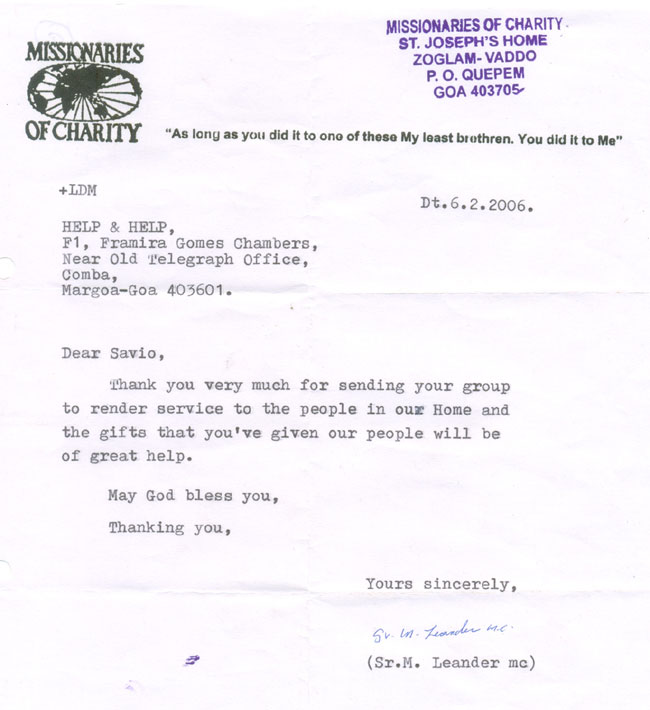 MISSIONARIES
OF CHARITY
MISSIONARIES OF CHARITY
ST. JOSEPH'S HOME
ZOGLAM-VADDO
P. O. QUEPEM
GOA 403705
"As long as you did it to one of these My least brothren. You did it to Me"
+LDM
Dt.6.2.2006.
HELP & HELP,
F1, Framira Gomes Chambers,
Near Old Telegraph Office,
Comba,
Margoa-Goa 403601.
Dear Savio,
Thank you very much for sending your group
to render service to the people in our Home and
the gifts that you've given our people will be
of great help.
May God bless you,
Thanking you,
Yours sincerely,
Sr. M. Leander m.c.
(Sr.M. Leander mc)